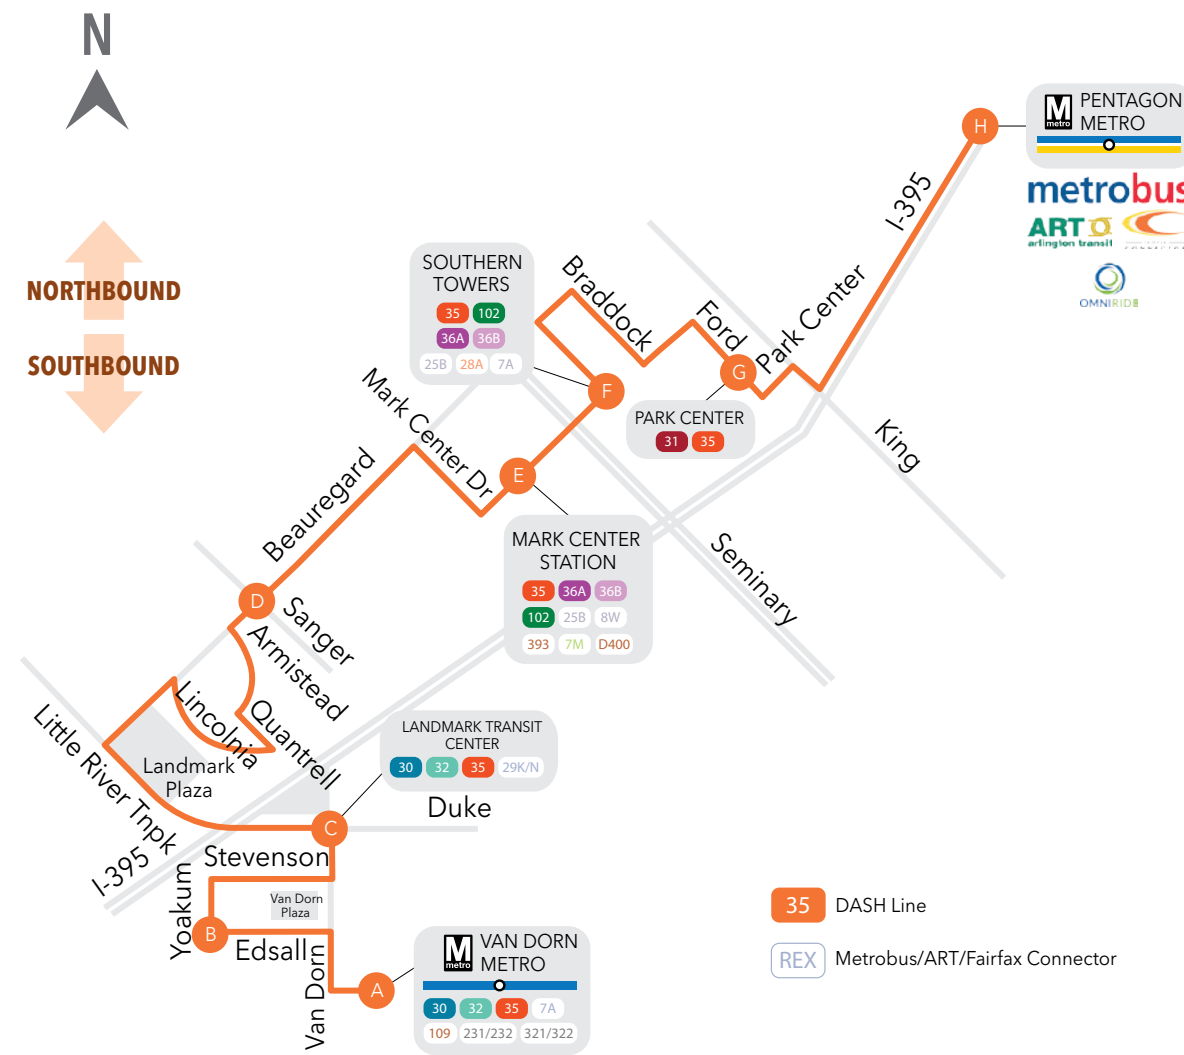 N
NORTHBOUND
SOUTHBOUND
H
PENTAGON
METRO
M
metro
metrobus
ART
arlington transit
OMNIRIDE
I-395
SOUTHERN
TOWERS
35 102
36A 36B
25B 28A 7A
Braddock
Ford
Park Center
G
F
PARK CENTER
31 35
King
Mark Center Dr
E
Beauregard
MARK CENTER
STATION
35 36A 36B
102 25B 8W
393 7M D400
Seminary
D
Sanger
Armistead
Lincolnia
Quantrell
Little River Tnpk
Landmark
Plaza
LANDMARK TRANSIT
CENTER
30 32 35 29K/N
Duke
C
I-395
Stevenson
Yoakum
Van Dorn
Plaza
B
Edsall
Van Dorn
A
M
metro
VAN DORN
METRO
30 32 35 7A
109 231/232 321/322
35 DASH Line
REX Metrobus/ART/Fairfax Connector